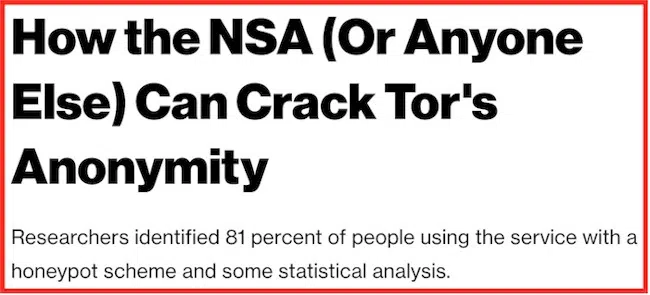 How the NSA (Or Anyone
Else) Can Crack Tor's
Anonymity
Researchers identified 81 percent of people using the service with a
honeypot scheme and some statistical analysis.